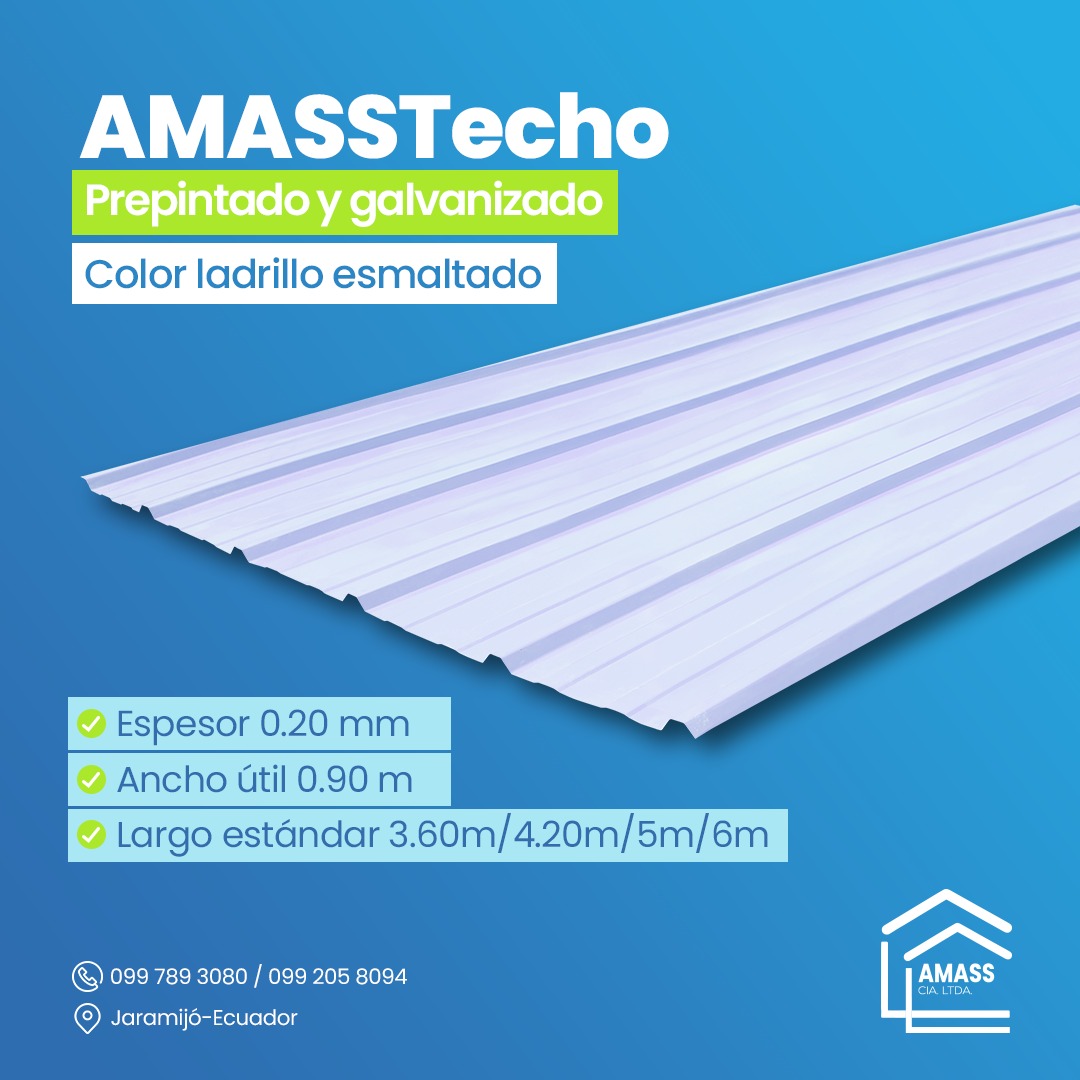 AMASSTecho
Prepintado y galvanizado
Color ladrillo esmaltado
Espesor 0.20 mm
Ancho útil 0.90 m
Largo estándar 3.60m/4.20m/5m/6m
099 789 3080 / 099 205 8094
Jaramijó-Ecuador
AMASS
CIA. LTDA.